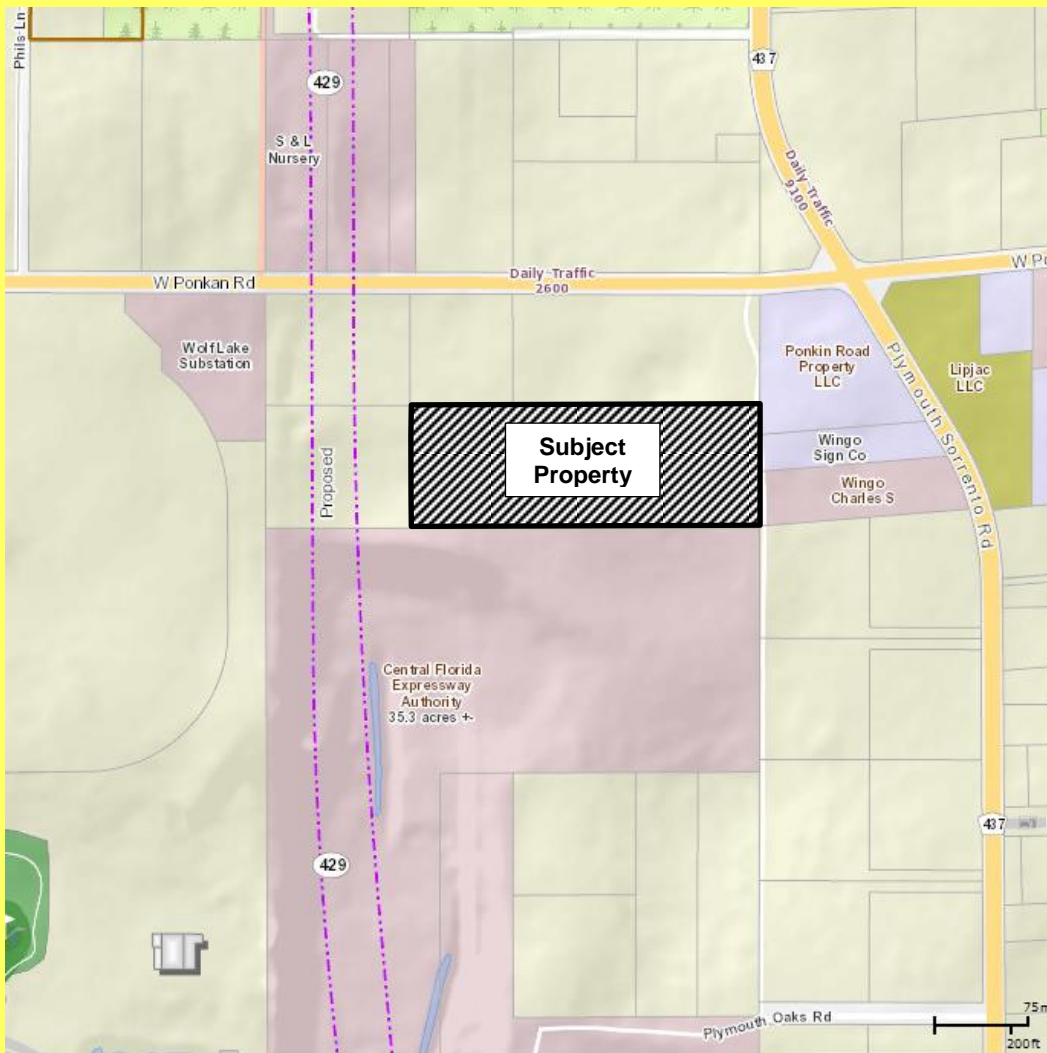 Phils Ln
429
S & L
Nursery
437
Daily Traffic
9100
W Ponkan Rd
Daily Traffic
2600
W Po
Wolf Lake
Substation
Ponkin Road
Property
LLC
Lipjac
LLC
Plymouth Sorrento Rd
Subject
Property
Wingo
Sign Co
Wingo
Charles S
Proposed
Central Florida
Expressway
Authority
35.3 acres +-
437
429
Plymouth Oaks Rd
75m
200ft